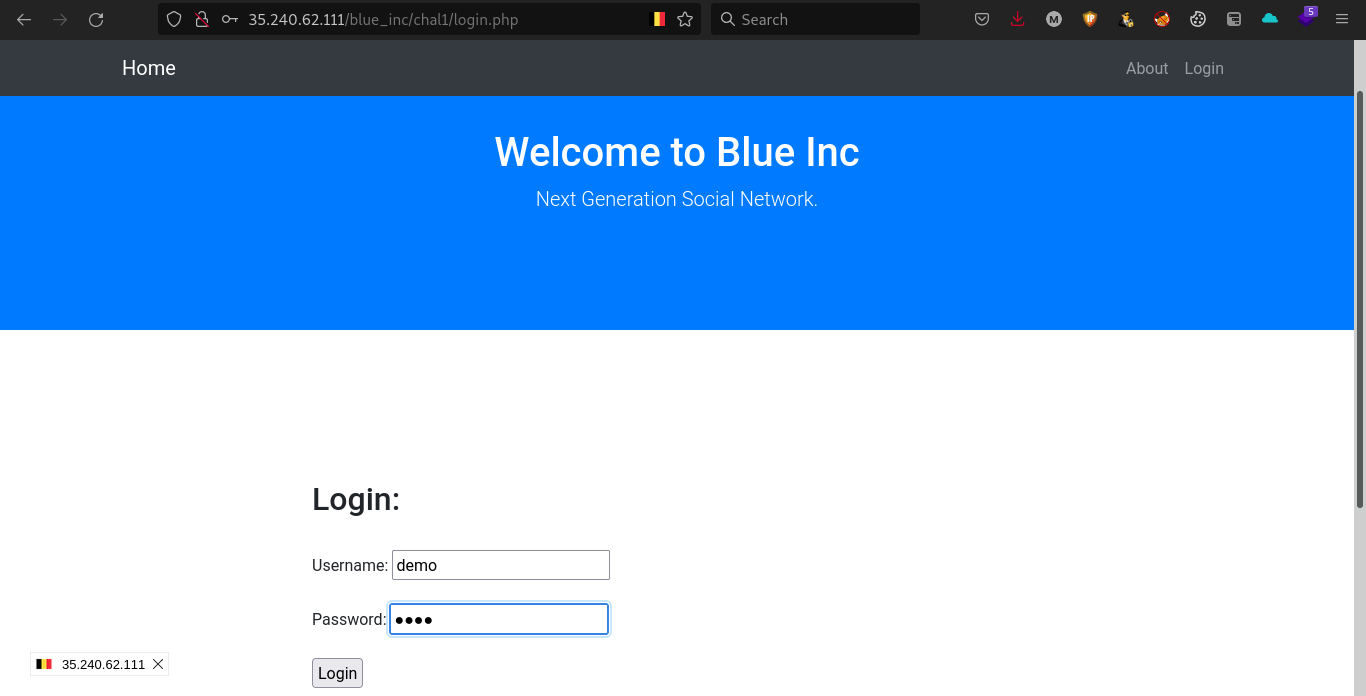 35.240.62.111/blue_inc/chal1/login.php
Search
M
IP
5
Home
About
Login
Welcome to Blue Inc
Next Generation Social Network.
Login:
Username: demo
Password: ••••
35.240.62.111
Login